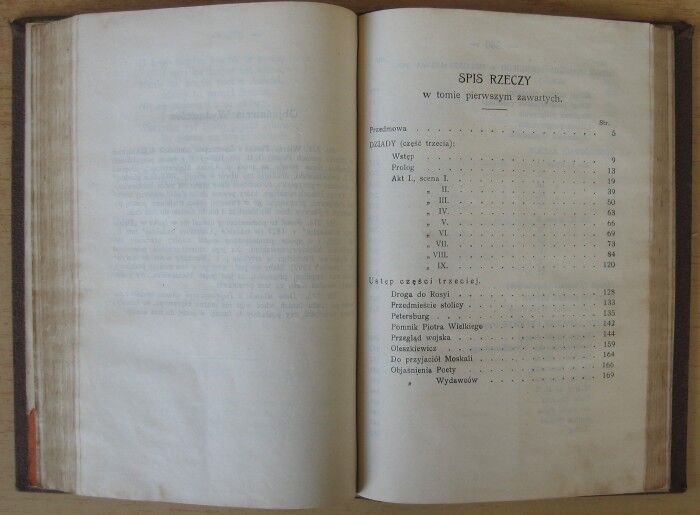 SPIS RZECZY
w tomie pierwszym zawartych.
Str.
Przedmowa . . . . . . . . . . . . . . 5
DZIADY (część trzecia):
Wstęp . . . . . . . . . . . . . . 9
Prolog . . . . . . . . . . . . . . 13
Akt I., scena I. . . . . . . . . . . . 19
„ II. . . . . . . . . . . . 39
„ III. . . . . . . . . . . . 50
„ IV. . . . . . . . . . . . 63
„ V. . . . . . . . . . . . 66
„ VI. . . . . . . . . . . . 69
„ VII. . . . . . . . . . . . 73
„ VIII. . . . . . . . . . . . 84
„ IX. . . . . . . . . . . . 120
Ustęp części trzeciej.
Droga do Rosyi . . . . . . . . . . . 128
Przedmieście stolicy . . . . . . . . . . 133
Petersburg . . . . . . . . . . . . 135
Pomnik Piotra Wielkiego . . . . . . . . . 142
Przegląd wojska . . . . . . . . . . . 144
Oleszkiewicz . . . . . . . . . . . . 159
Do przyjaciół Moskali . . . . . . . . . . 164
Objaśnienia Poety . . . . . . . . . . . 166
„ Wydawców . . . . . . . . . 169